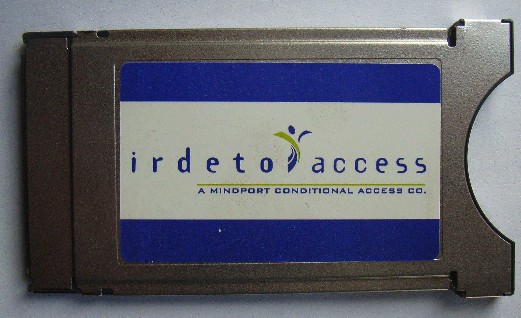 irdeto access
A MINDPORT CONDITIONAL ACCESS CO.